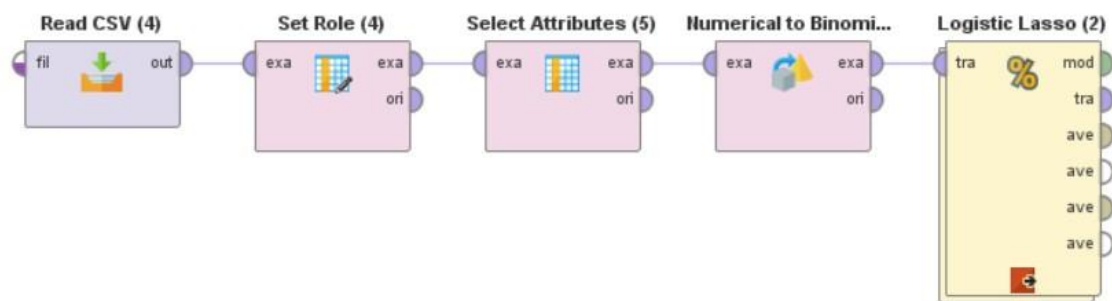 Read CSV (4)
fil
out
Set Role (4)
exa
exa
ori
Select Attributes (5)
exa
exa
ori
Numerical to Binomi...
exa
exa
ori
Logistic Lasso (2)
tra
%
mod
tra
ave
ave
ave
ave